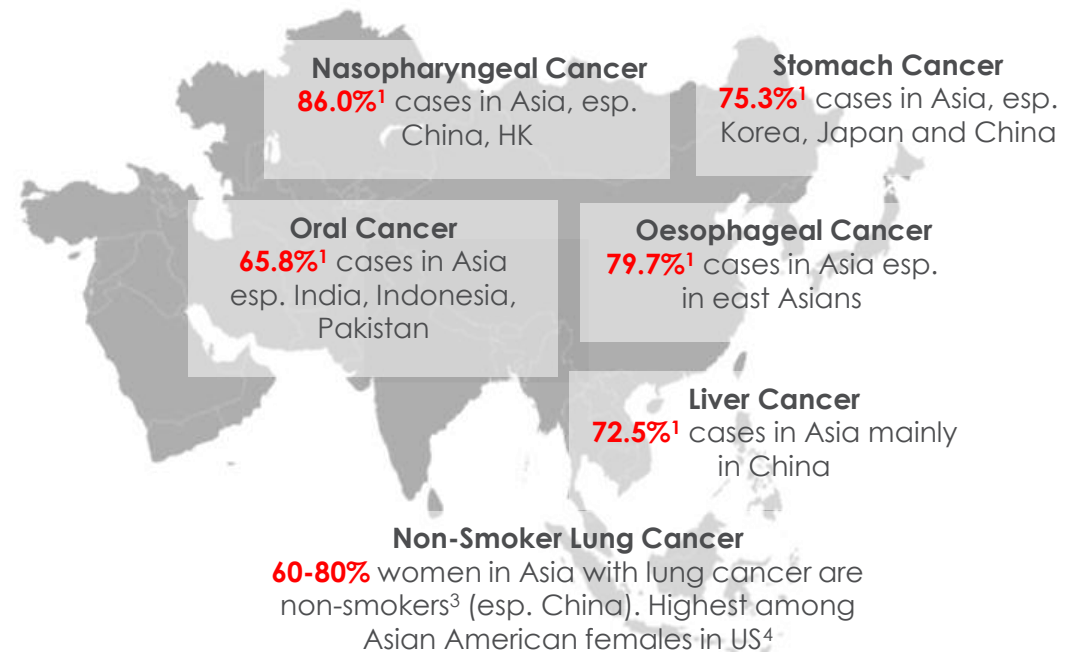 Nasopharyngeal Cancer
86.0%¹ cases in Asia, esp.
China, HK
Stomach Cancer
75.3%¹ cases in Asia, esp.
Korea, Japan and China
Oral Cancer
65.8%¹ cases in Asia
esp. India, Indonesia,
Pakistan
Oesophageal Cancer
79.7%¹ cases in Asia esp.
in east Asians
Liver Cancer
72.5%¹ cases in Asia mainly
in China
Non-Smoker Lung Cancer
60-80% women in Asia with lung cancer are
non-smokers³ (esp. China). Highest among
Asian American females in US⁴